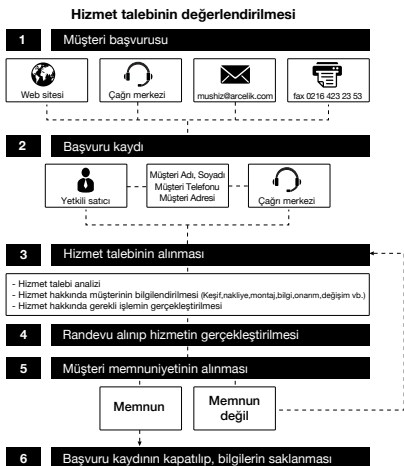 Hizmet talebinin değerlendirilmesi
1 Müşteri başvurusu
Web sitesi
Çağrı merkezi
mushiz@arcelik.com
fax 0216 423 23 53
2 Başvuru kaydı
Yetkili satıcı
Müşteri Adı, Soyadı
Müşteri Telefonu
Müşteri Adresi
Çağrı merkezi
3 Hizmet talebinin alınması
- Hizmet talebi analizi
- Hizmet hakkında müşterinin bilgilendirilmesi (Keşif,nakliye,montaj,bilgi,onarım,değişim vb.)
- Hizmet hakkında gerekli işlemin gerçekleştirilmesi
4 Randevu alınıp hizmetin gerçekleştirilmesi
5 Müşteri memnuniyetinin alınması
Memnun
Memnun
değil
6 Başvuru kaydının kapatılıp, bilgilerin saklanması